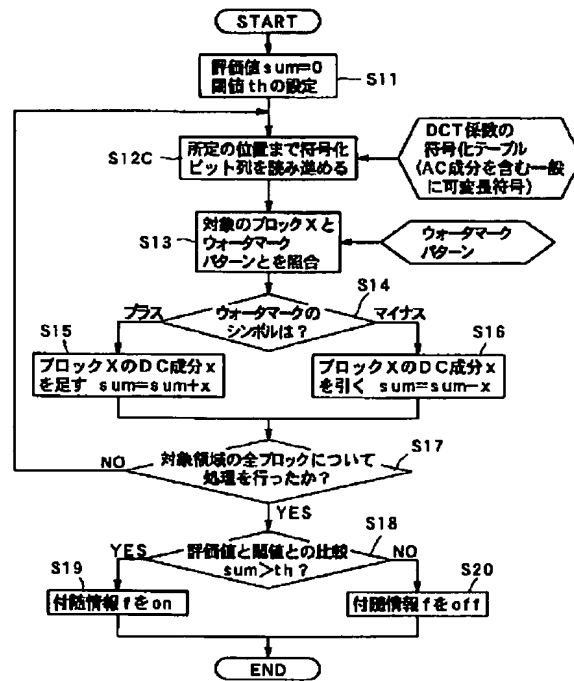 START
評価値sum=0
閾値thの設定
S11
S12C
所定の位置まで符号化
ビット列を読み進める
DCT係数の
符号化テーブル
(AC成分を含む一般
に可変長符号)
S13
対象のブロックXと
ウォータマーク
パターンとを照合
ウォータマーク
パターン
S14
プラス
ウォータマークの
シンボルは?
マイナス
S15
ブロックXのDC成分x
を足す sum=sum+x
S16
ブロックXのDC成分x
を引く sum=sum-x
S17
NO
対象領域の全ブロックについて
処理を行ったか?
YES
S18
YES
評価値と閾値との比較
sum>th?
NO
S19
付随情報fをon
S20
付随情報fをoff
END